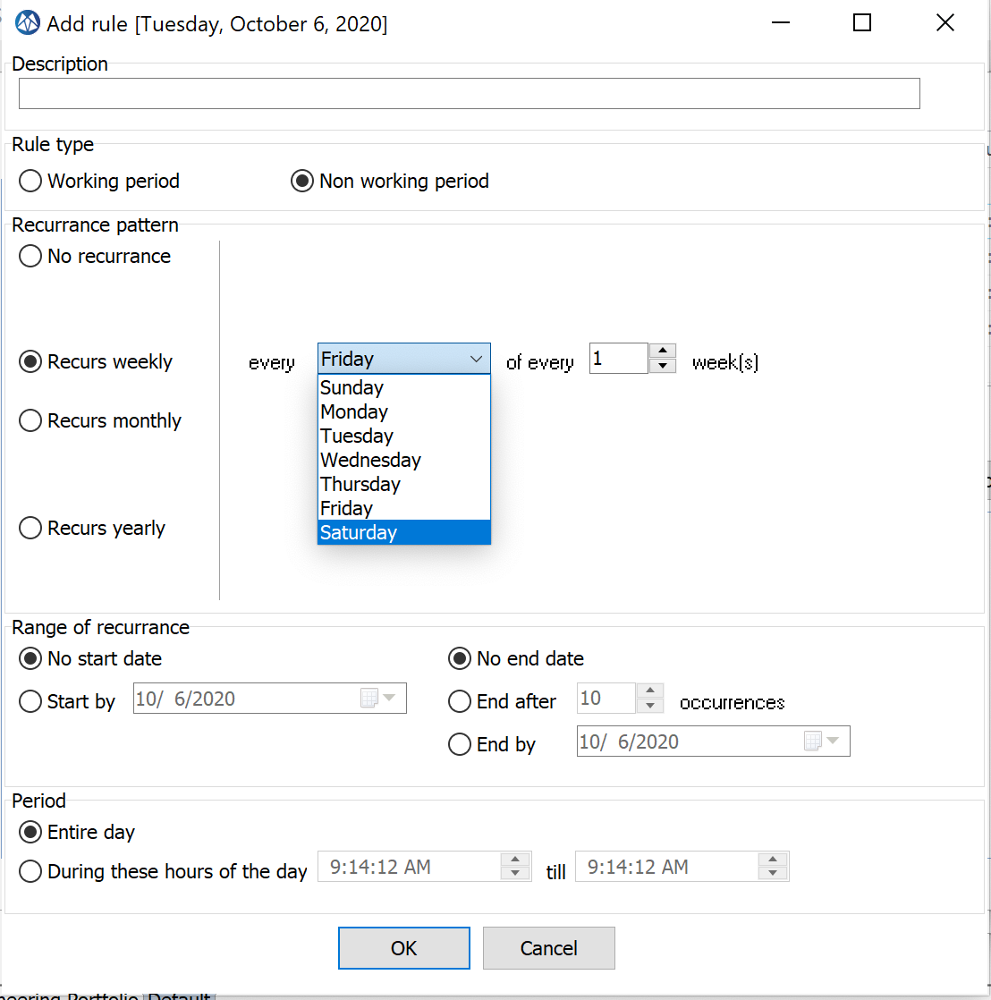 Add rule [Tuesday, October 6, 2020]
Description
Rule type
Working period Non working period
Recurrance pattern
No recurrance
Recurs weekly every Friday of every 1 week(s)
Sunday
Monday
Recurs monthly
Tuesday
Wednesday
Thursday
Friday
Recurs yearly
Saturday
Range of recurrance
No start date No end date
Start by 10/ 6/2020 End after 10 occurrences
End by 10/ 6/2020
Period
Entire day
During these hours of the day 9:14:12 AM till 9:14:12 AM
OK Cancel
Portfolio Default